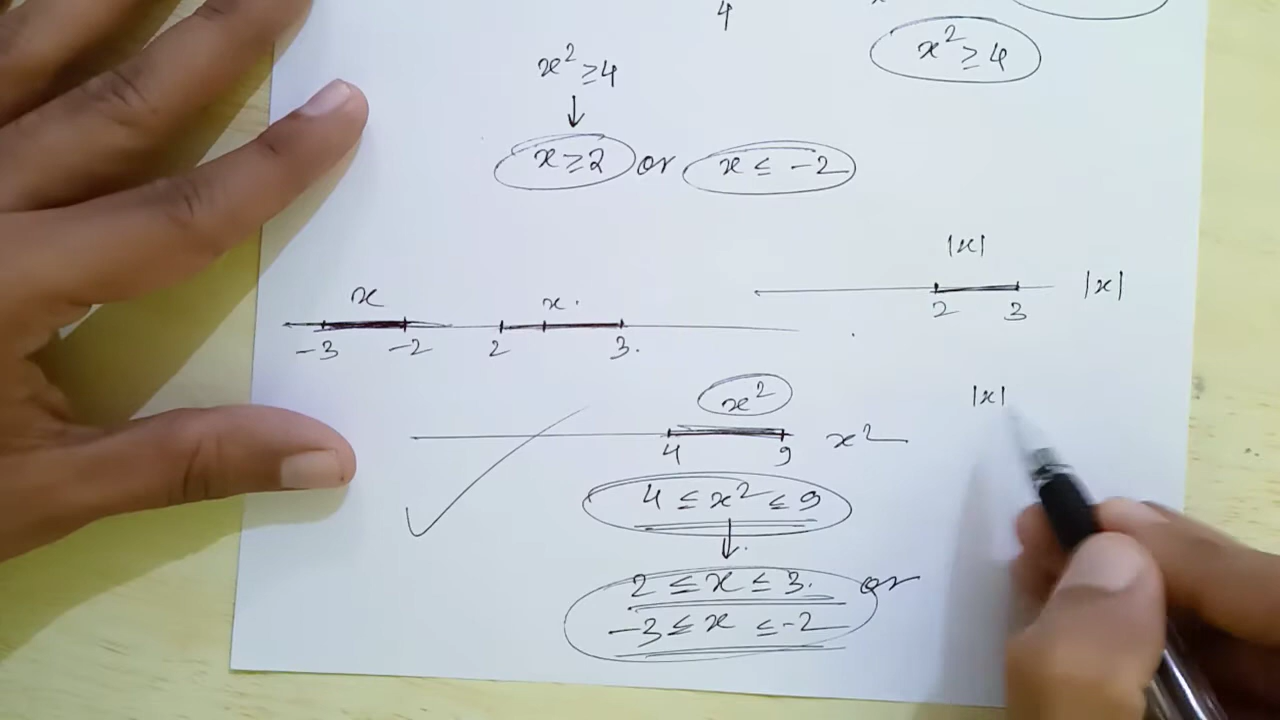 4
x² ≥ 4
x² ≥ 4
↓
x ≥ 2 or x ≤ -2
|x|
2 3 |x|
x x.
-3 -2 2 3.
x² |x|
4 9 x²
4 ≤ x² ≤ 9
↓
2 ≤ x ≤ 3. or
-3 ≤ x ≤ -2